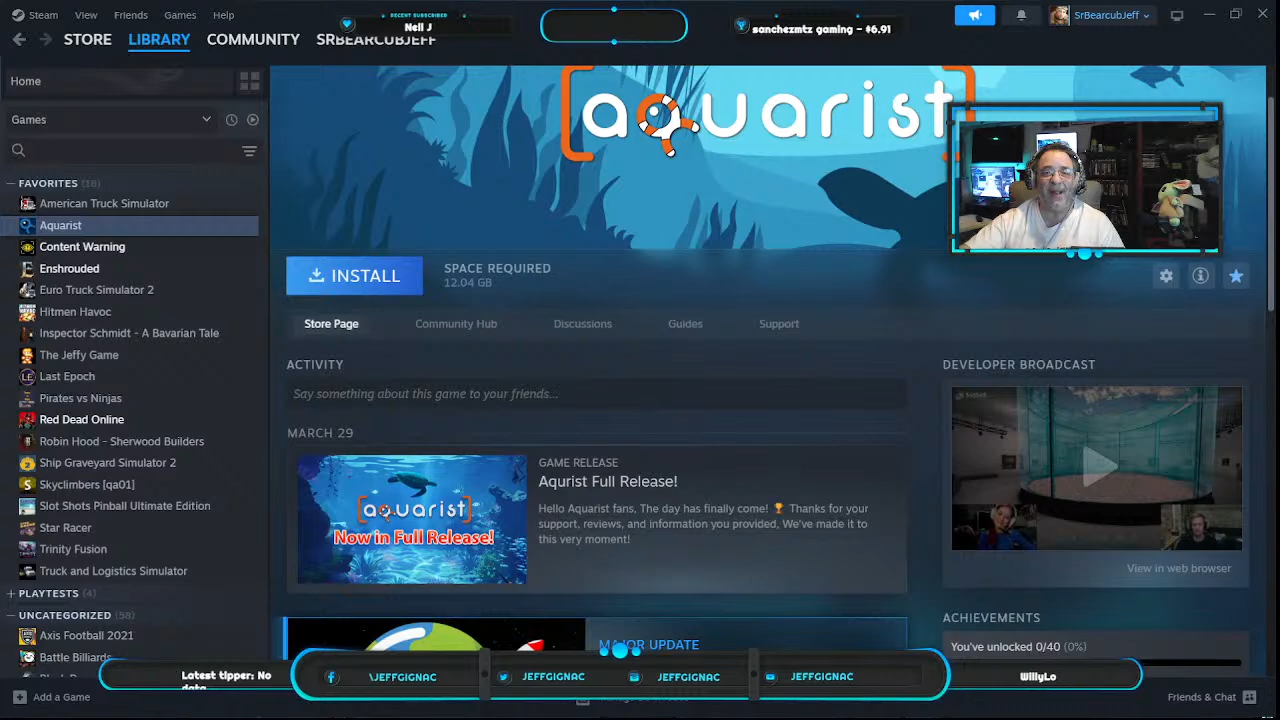 Steam View Friends Games Help
RECENT SUBSCRIBER
Neil J
sanchezmtz gaming - $6.91
SrBearcubJeff
STORE LIBRARY COMMUNITY SRBEARCUBJEFF
Home
Games
FAVORITES (18)
American Truck Simulator
Aquarist
Content Warning
Enshrouded
Euro Truck Simulator 2
Hitmen Havoc
Inspector Schmidt - A Bavarian Tale
The Jeffy Game
Last Epoch
Pirates vs Ninjas
Red Dead Online
Robin Hood - Sherwood Builders
Ship Graveyard Simulator 2
Skyclimbers [qa01]
Slot Shots Pinball Ultimate Edition
Star Racer
Trinity Fusion
Truck and Logistics Simulator
PLAYTESTS (4)
UNCATEGORIZED (58)
Axis Football 2021
Battle Billiards
Add a Game
[aquarist]
INSTALL
SPACE REQUIRED
12.04 GB
Store Page Community Hub Discussions Guides Support
ACTIVITY
Say something about this game to your friends...
MARCH 29
[aquarist]
Now in Full Release!
GAME RELEASE
Aqurist Full Release!
Hello Aquarist fans, The day has finally come! 🏆 Thanks for your
support, reviews, and information you provided, We've made it to
this very moment!
MAJOR UPDATE
DEVELOPER BROADCAST
View in web browser
ACHIEVEMENTS
You've unlocked 0/40 (0%)
Latest tipper: No
data
\JEFFGIGNAC
JEFFGIGNAC
JEFFGIGNAC
JEFFGIGNAC
WillyLo
Friends & Chat